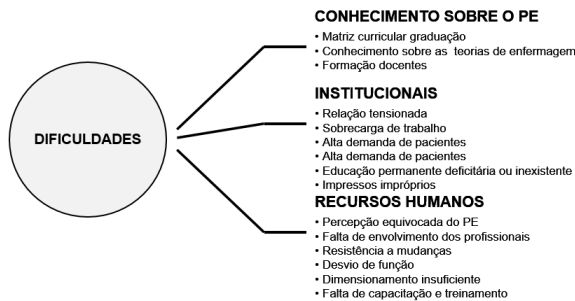 DIFICULDADES
CONHECIMENTO SOBRE O PE
• Matriz curricular graduação
• Conhecimento sobre as teorias de enfermagem
• Formação docentes
INSTITUCIONAIS
• Relação tensionada
• Sobrecarga de trabalho
• Alta demanda de pacientes
• Alta demanda de pacientes
• Educação permanente deficitária ou inexistente
• Impressos impróprios
RECURSOS HUMANOS
• Percepção equivocada do PE
• Falta de envolvimento dos profissionais
• Resistência a mudanças
• Desvio de função
• Dimensionamento insuficiente
• Falta de capacitação e treinamento